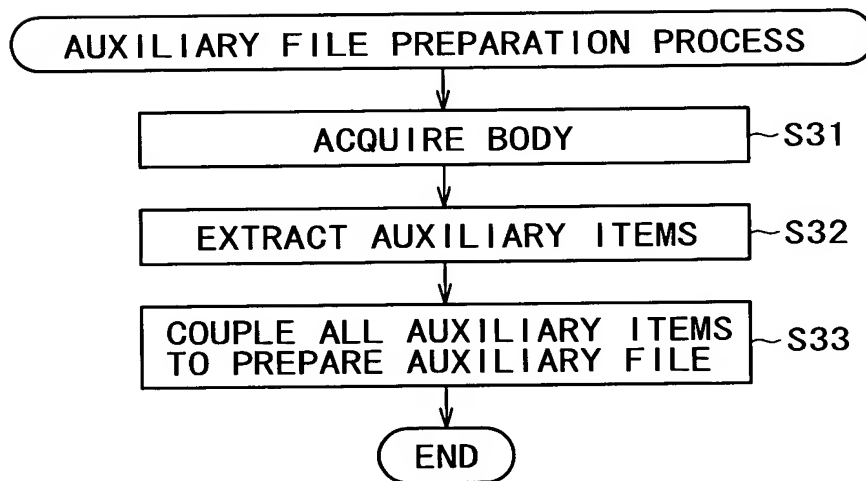 AUXILIARY FILE PREPARATION PROCESS
ACQUIRE BODY
S31
EXTRACT AUXILIARY ITEMS
S32
COUPLE ALL AUXILIARY ITEMS
TO PREPARE AUXILIARY FILE
S33
END